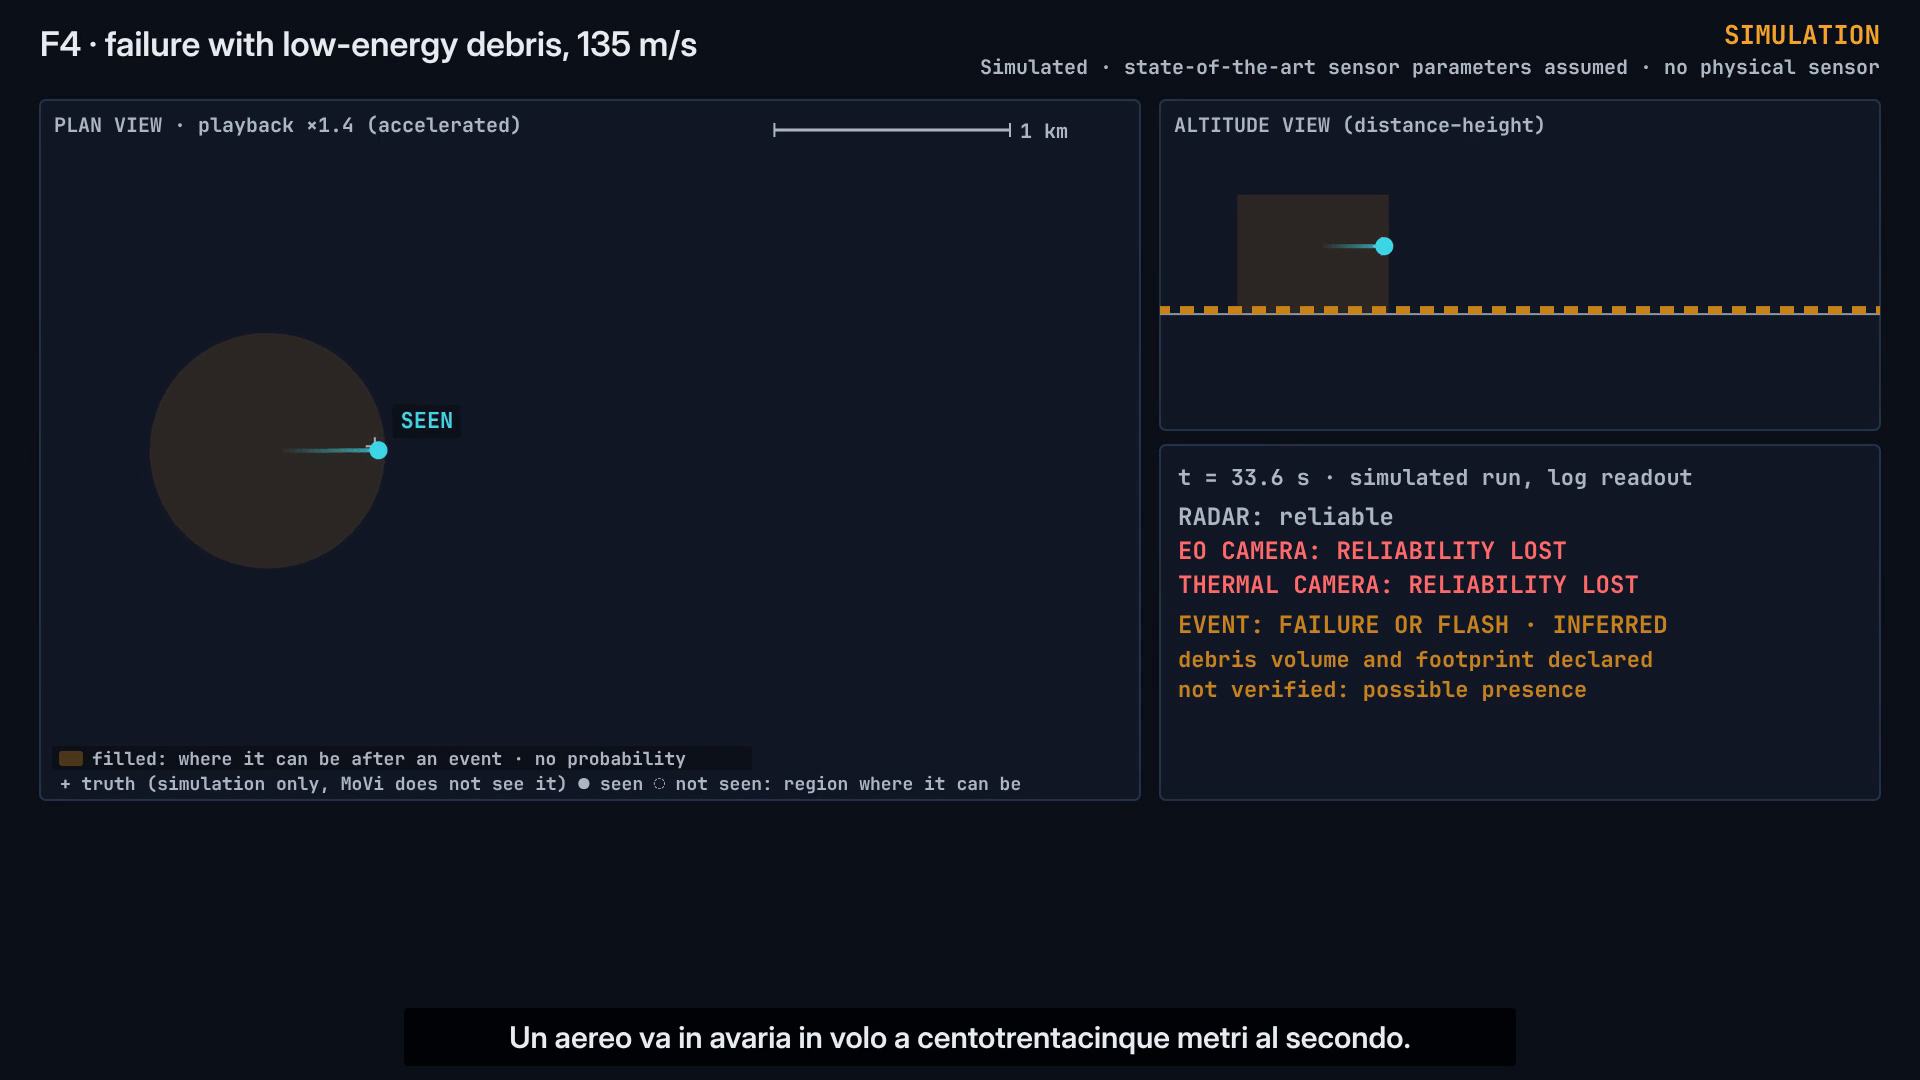 F4 · failure with low-energy debris, 135 m/s
SIMULATION
Simulated · state-of-the-art sensor parameters assumed · no physical sensor
PLAN VIEW · playback ×1.4 (accelerated)
1 km
SEEN
filled: where it can be after an event · no probability
+ truth (simulation only, MoVi does not see it) ● seen ◌ not seen: region where it can be
ALTITUDE VIEW (distance-height)
t = 33.6 s · simulated run, log readout
RADAR: reliable
EO CAMERA: RELIABILITY LOST
THERMAL CAMERA: RELIABILITY LOST
EVENT: FAILURE OR FLASH · INFERRED
debris volume and footprint declared
not verified: possible presence
Un aereo va in avaria in volo a centotrentacinque metri al secondo.